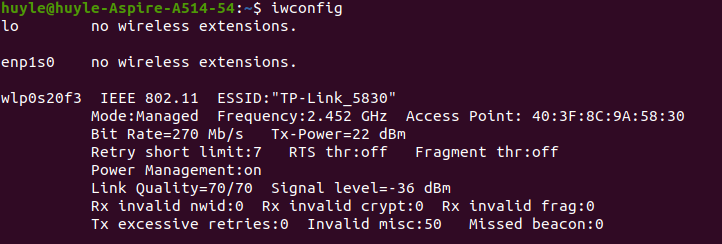 huyle@huyle-Aspire-A514-54:~$ iwconfig
lo        no wireless extensions.
enp1s0    no wireless extensions.
wlp0s20f3  IEEE 802.11  ESSID:"TP-Link_5830"
          Mode:Managed  Frequency:2.452 GHz  Access Point: 40:3F:8C:9A:58:30
          Bit Rate=270 Mb/s   Tx-Power=22 dBm
          Retry short limit:7   RTS thr:off   Fragment thr:off
          Power Management:on
          Link Quality=70/70  Signal level=-36 dBm
          Rx invalid nwid:0  Rx invalid crypt:0  Rx invalid frag:0
          Tx excessive retries:0  Invalid misc:50   Missed beacon:0